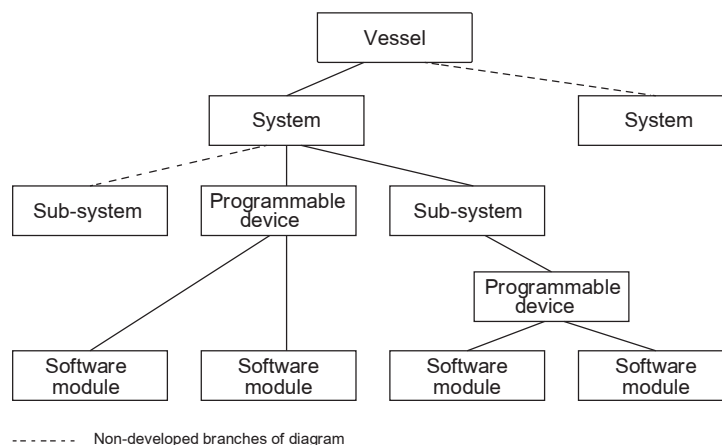 Vessel
System
System
Sub-system
Programmable
device
Sub-system
Programmable
device
Software
module
Software
module
Software
module
Software
module
Non-developed branches of diagram